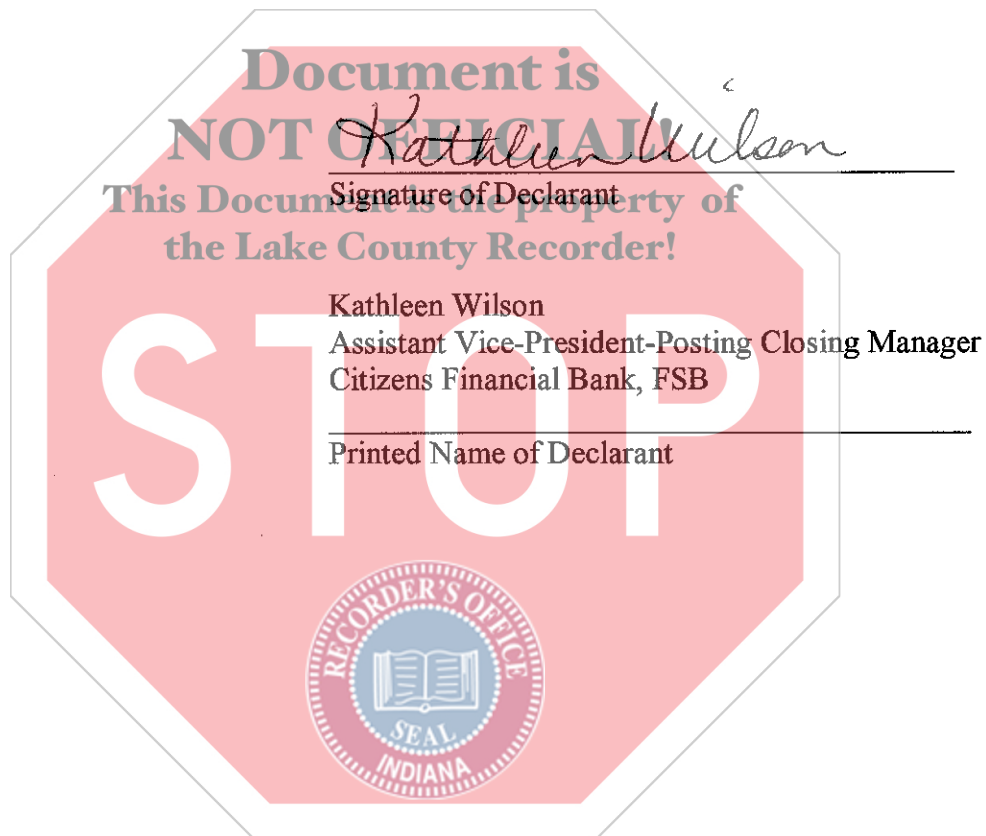 Document is
NOT OFFICIAL!
Kathleen Wilson
Signature of Declarant
This Document is the property of
the Lake County Recorder!
Kathleen Wilson
Assistant Vice-President-Posting Closing Manager
Citizens Financial Bank, FSB
Printed Name of Declarant
STOP
RECORDER'S OFFICE
SEAL
INDIANA